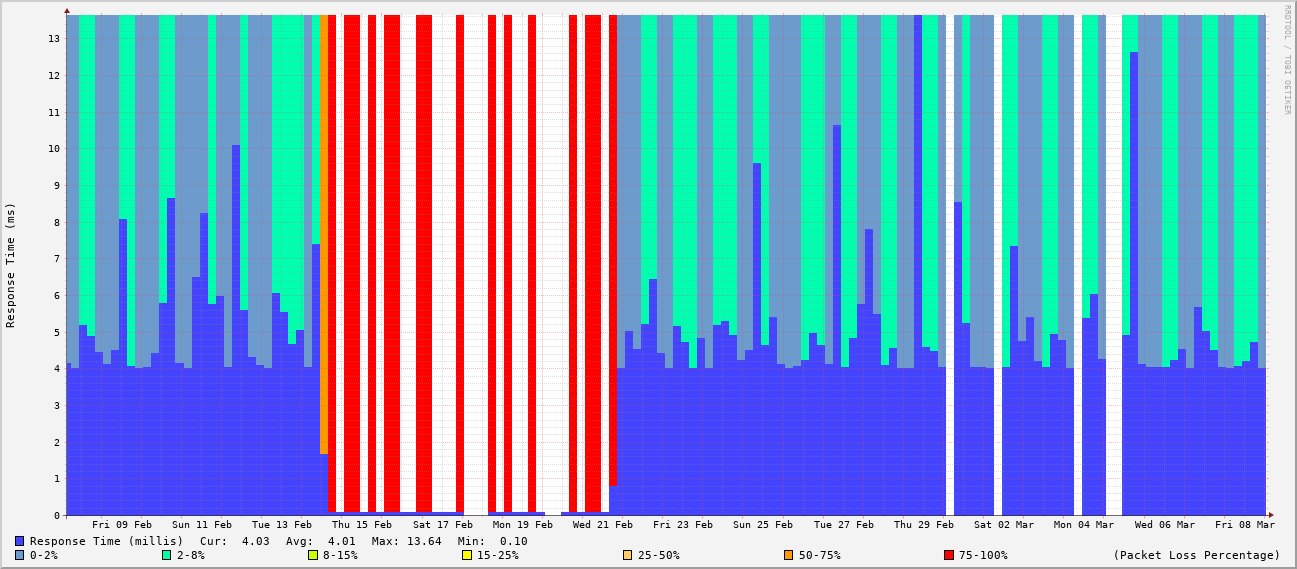 RRDTOOL / TOBI OETIKER
Response Time (ms)
13
12
11
10
9
8
7
6
5
4
3
2
1
0
Fri 09 Feb Sun 11 Feb Tue 13 Feb Thu 15 Feb Sat 17 Feb Mon 19 Feb Wed 21 Feb Fri 23 Feb Sun 25 Feb Tue 27 Feb Thu 29 Feb Sat 02 Mar Mon 04 Mar Wed 06 Mar Fri 08 Mar
Response Time (millis) Cur: 4.03 Avg: 4.01 Max: 13.64 Min: 0.10
0-2% 2-8% 8-15% 15-25% 25-50% 50-75% 75-100% (Packet Loss Percentage)